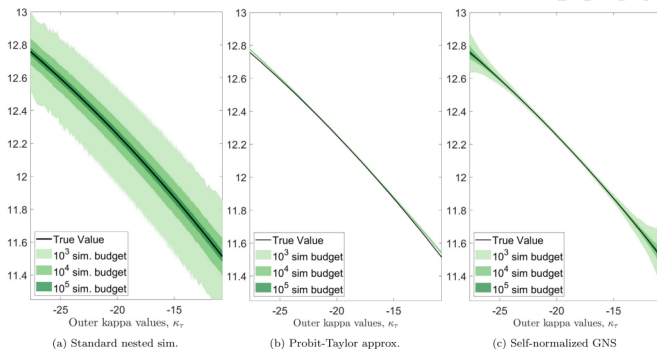 13
12.8
12.6
12.4
12.2
12
11.8
11.6
11.4
True Value
10³ sim. budget
10⁴ sim. budget
10⁵ sim. budget
-25 -20 -15
Outer kappa values, κτ
(a) Standard nested sim.
13
12.8
12.6
12.4
12.2
12
11.8
11.6
11.4
True Value
10³ sim budget
10⁴ sim budget
10⁵ sim budget
-25 -20 -15
Outer kappa values, κτ
(b) Probit-Taylor approx.
13
12.8
12.6
12.4
12.2
12
11.8
11.6
11.4
True Value
10³ sim budget
10⁴ sim budget
10⁵ sim budget
-25 -20 -15
Outer kappa values, κτ
(c) Self-normalized GNS